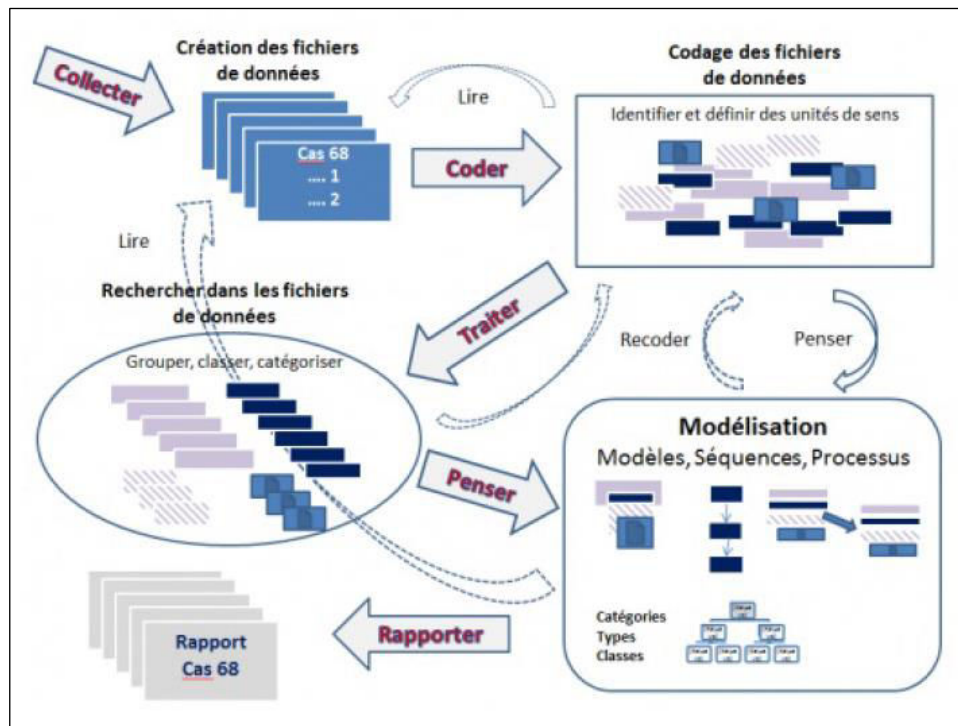 Collecter
Création des fichiers
de données
Cas 68
.... 1
.... 2
Lire
Coder
Codage des fichiers
de données
Identifier et définir des unités de sens
Lire
Traiter
Rechercher dans les fichiers
de données
Grouper, classer, catégoriser
Recoder
Penser
Penser
Modélisation
Modèles, Séquences, Processus
Catégories
Types
Classes
Rapporter
Rapport
Cas 68